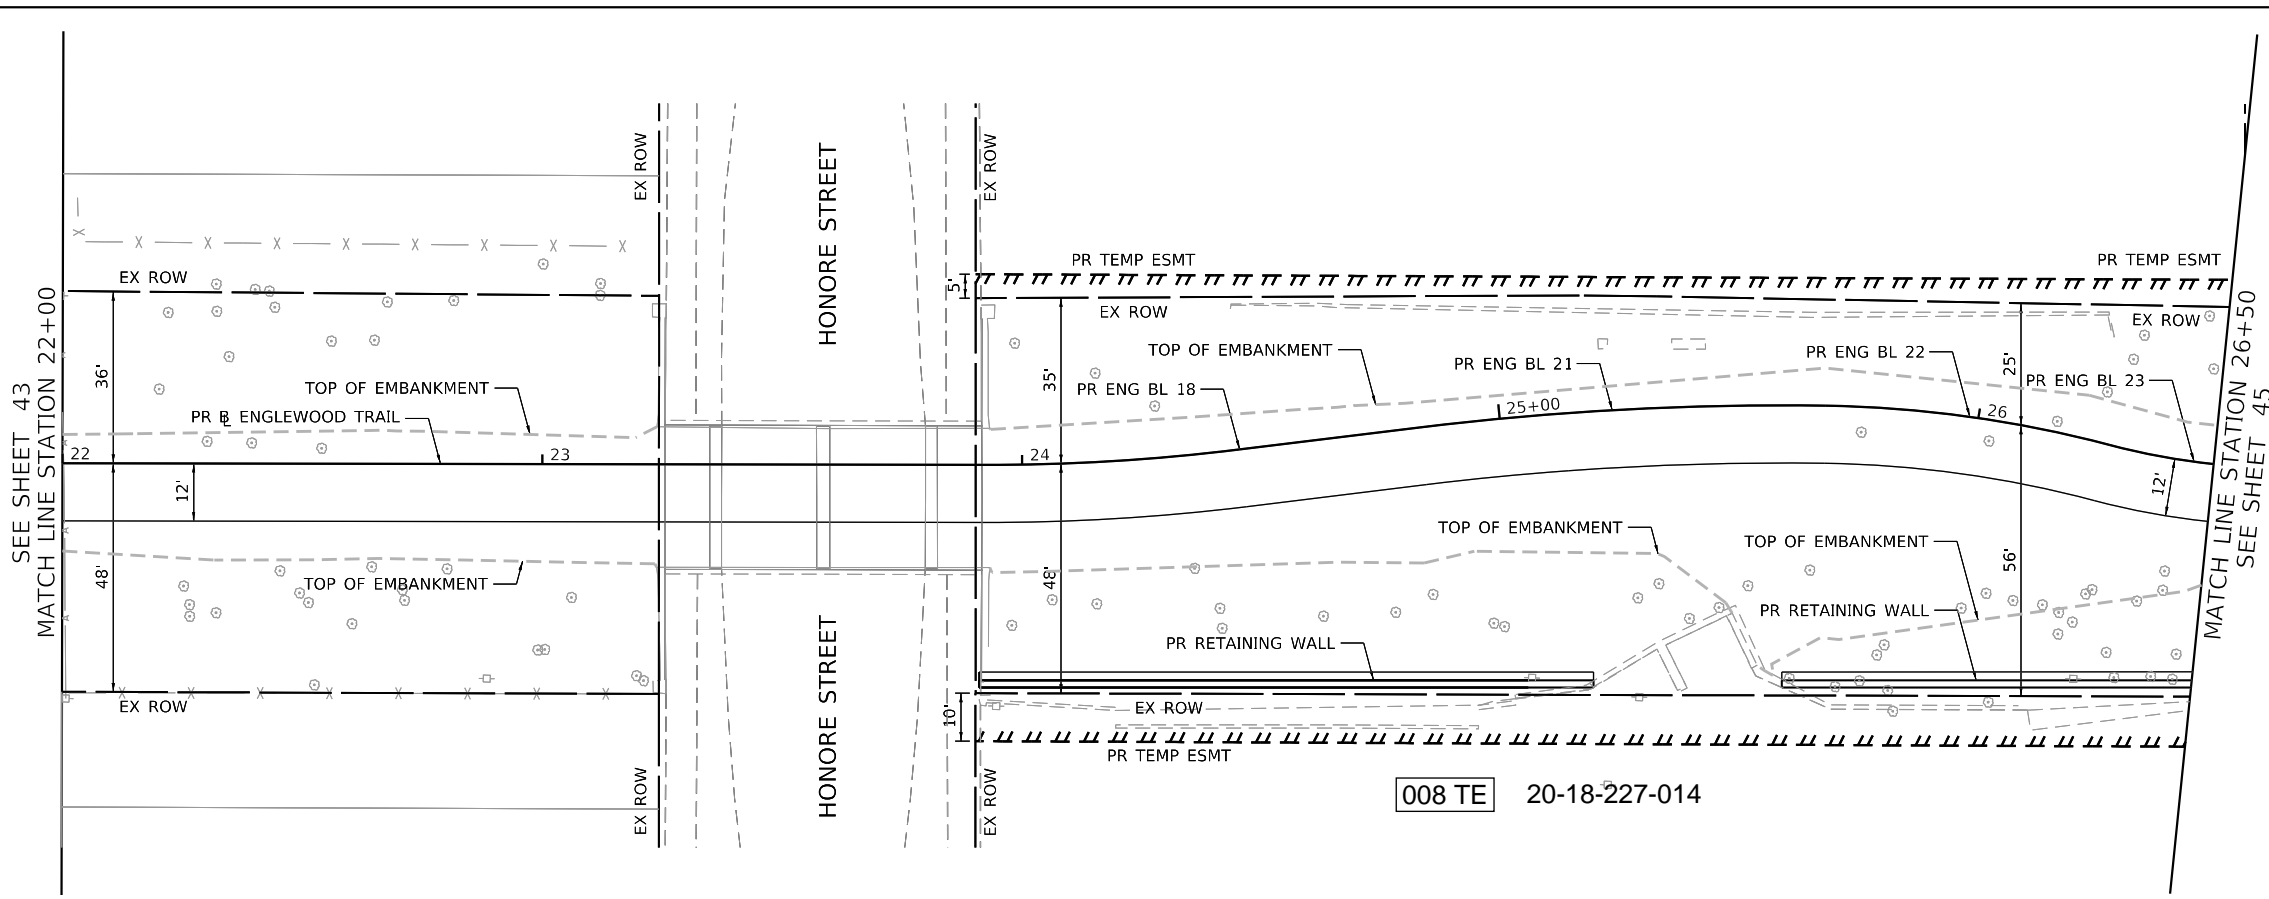 SEE SHEET 43
MATCH LINE STATION 22+00
EX ROW
36'
TOP OF EMBANKMENT
PR B ENGLEWOOD TRAIL
22
23
12'
48'
TOP OF EMBANKMENT
EX ROW
EX ROW
HONORE STREET
EX ROW
EX ROW
HONORE STREET
EX ROW
5'
PR TEMP ESMT
PR TEMP ESMT
EX ROW
EX ROW
TOP OF EMBANKMENT
PR ENG BL 21
PR ENG BL 22
35'
PR ENG BL 18
25'
PR ENG BL 23
25+00
26
24
12'
TOP OF EMBANKMENT
TOP OF EMBANKMENT
48'
56'
PR RETAINING WALL
PR RETAINING WALL
10'
EX ROW
PR TEMP ESMT
008 TE
20-18-227-014
MATCH LINE STATION 26+50
SEE SHEET 45